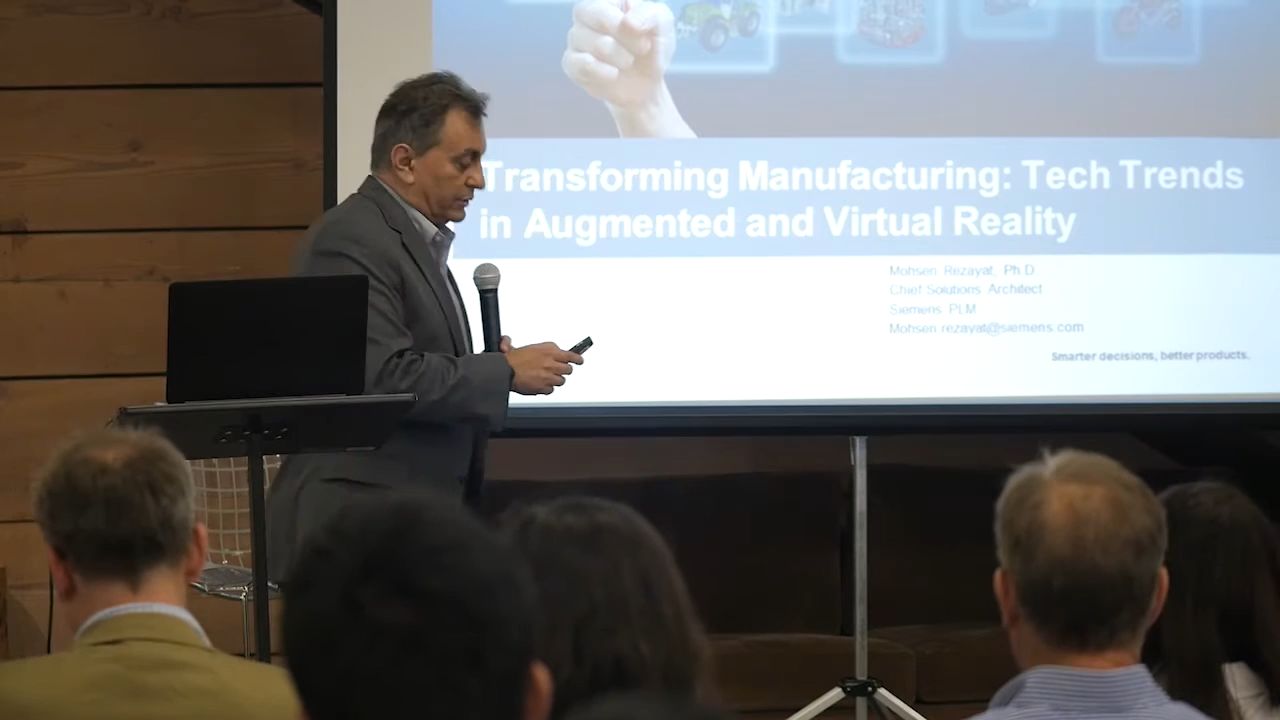 Transforming Manufacturing: Tech Trends
in Augmented and Virtual Reality
Mohsen Rezayat, Ph.D
Chief Solutions Architect
Siemens PLM
Mohsen.rezayat@siemens.com
Smarter decisions, better products.